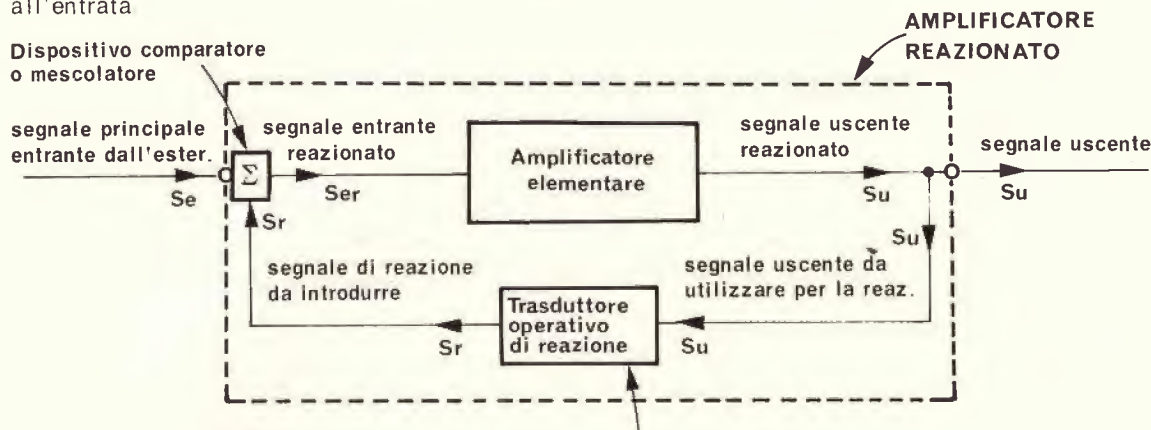 all'entrata
AMPLIFICATORE
REAZIONATO
Dispositivo comparatore
o mescolatore
segnale principale
entrante dall'ester.
segnale entrante
reazionato
Amplificatore
elementare
segnale uscente
reazionato
segnale uscente
Se
Σ
Ser
Su
Su
Sr
Su
segnale di reazione
da introdurre
segnale uscente da
utilizzare per la reaz.
Trasduttore
operativo
di reazione
Sr
Su